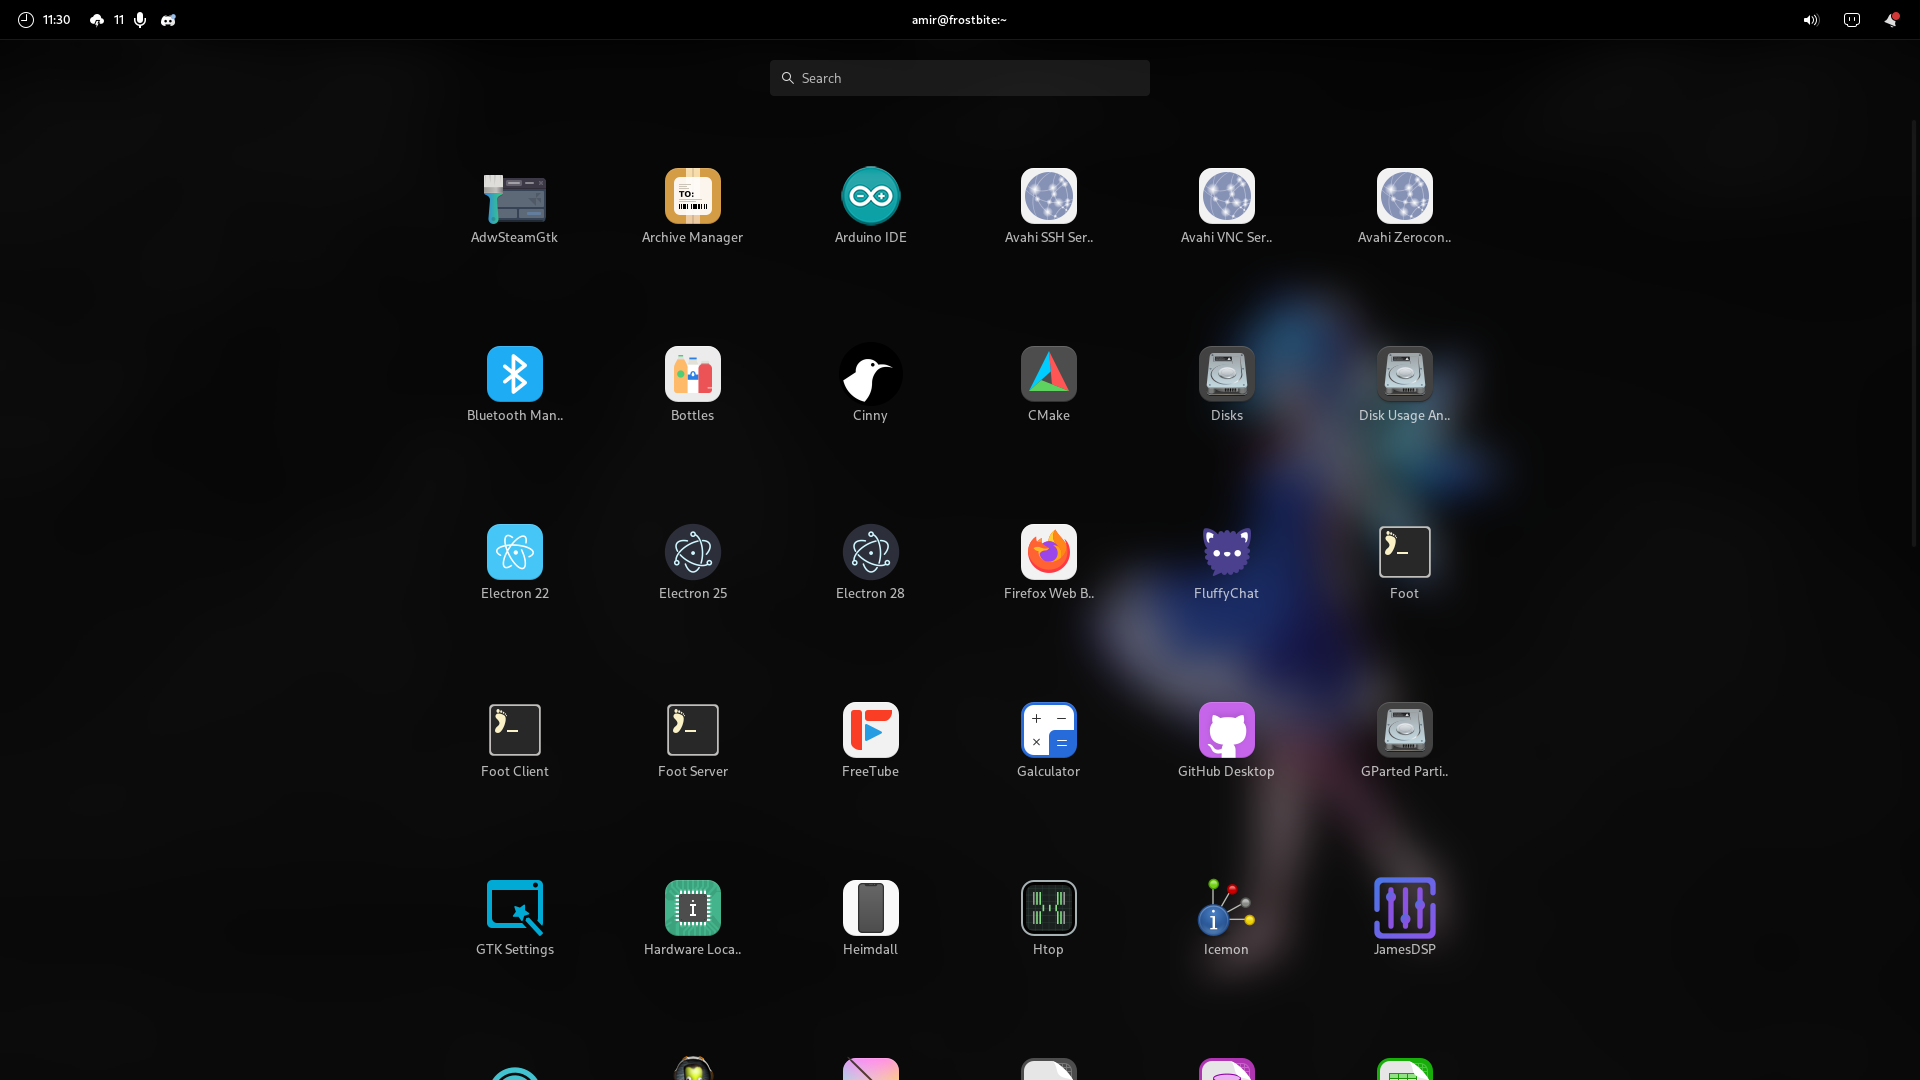 11:30 11 amir@frostbite:~
Search
AdwSteamGtk Archive Manager Arduino IDE Avahi SSH Ser.. Avahi VNC Ser.. Avahi Zerocon..
TO:
Bluetooth Man.. Bottles Cinny CMake Disks Disk Usage An..
Electron 22 Electron 25 Electron 28 Firefox Web B.. FluffyChat Foot
Foot Client Foot Server FreeTube Galculator GitHub Desktop GParted Parti..
GTK Settings Hardware Loca.. Heimdall Htop Icemon JamesDSP